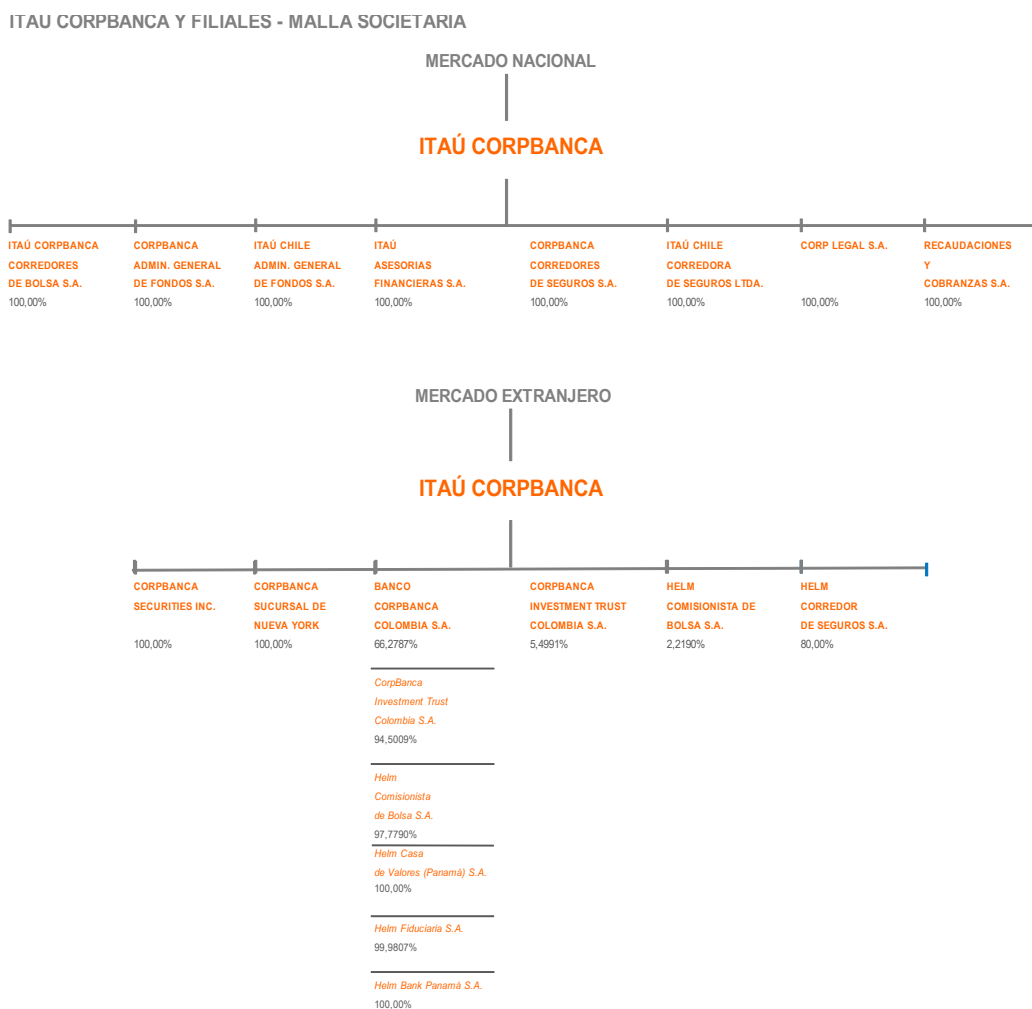 ITAU CORPBANCA Y FILIALES - MALLA SOCIETARIA
MERCADO NACIONAL
ITAÚ CORPBANCA
ITAÚ CORPBANCA
CORREDORES
DE BOLSA S.A.
100,00%
CORPBANCA
ADMIN. GENERAL
DE FONDOS S.A.
100,00%
ITAÚ CHILE
ADMIN. GENERAL
DE FONDOS S.A.
100,00%
ITAÚ
ASESORIAS
FINANCIERAS S.A.
100,00%
CORPBANCA
CORREDORES
DE SEGUROS S.A.
100,00%
ITAÚ CHILE
CORREDORA
DE SEGUROS LTDA.
100,00%
CORP LEGAL S.A.
100,00%
RECAUDACIONES
Y
COBRANZAS S.A.
100,00%
MERCADO EXTRANJERO
ITAÚ CORPBANCA
CORPBANCA
SECURITIES INC.
100,00%
CORPBANCA
SUCURSAL DE
NUEVA YORK
100,00%
BANCO
CORPBANCA
COLOMBIA S.A.
66,2787%
CorpBanca
Investment Trust
Colombia S.A.
94,5009%
Helm
Comisionista
de Bolsa S.A.
97,7790%
Helm Casa
de Valores (Panamá) S.A.
100,00%
Helm Fiduciaria S.A.
99,9807%
Helm Bank Panamá S.A.
100,00%
CORPBANCA
INVESTMENT TRUST
COLOMBIA S.A.
5,4991%
HELM
COMISIONISTA DE
BOLSA S.A.
2,2190%
HELM
CORREDOR
DE SEGUROS S.A.
80,00%